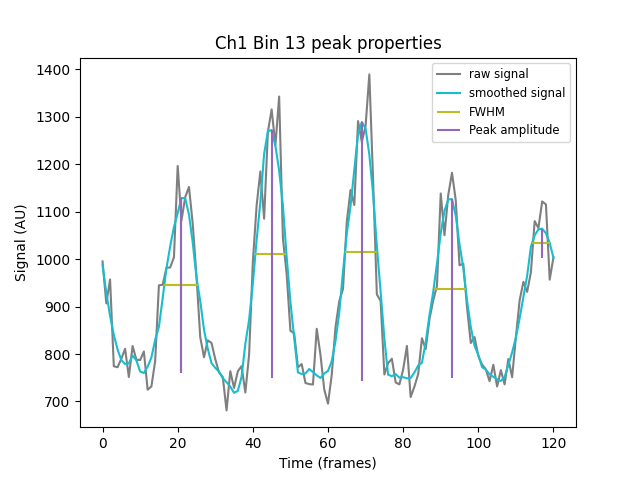 Ch1 Bin 13 peak properties
raw signal
smoothed signal
FWHM
Peak amplitude
Signal (AU)
1400
1300
1200
1100
1000
900
800
700
0 20 40 60 80 100 120
Time (frames)